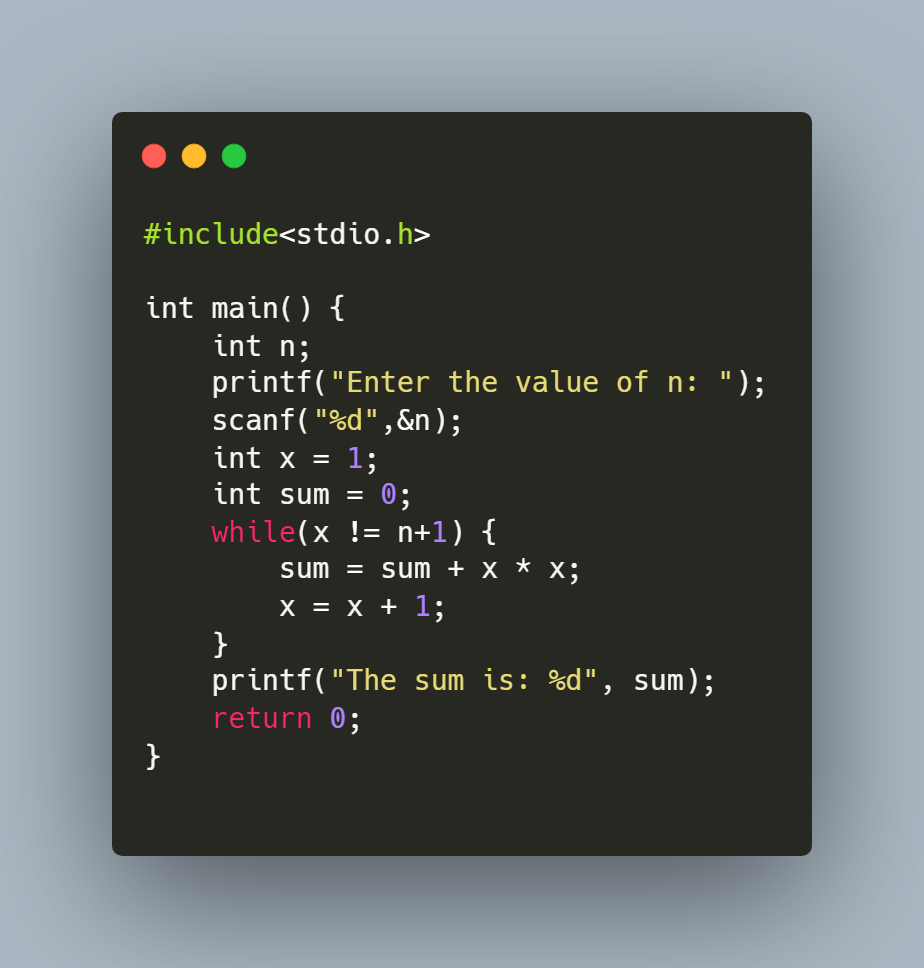 #include<stdio.h>

int main() {
    int n;
    printf("Enter the value of n: ");
    scanf("%d",&n);
    int x = 1;
    int sum = 0;
    while(x != n+1) {
        sum = sum + x * x;
        x = x + 1;
    }
    printf("The sum is: %d", sum);
    return 0;
}